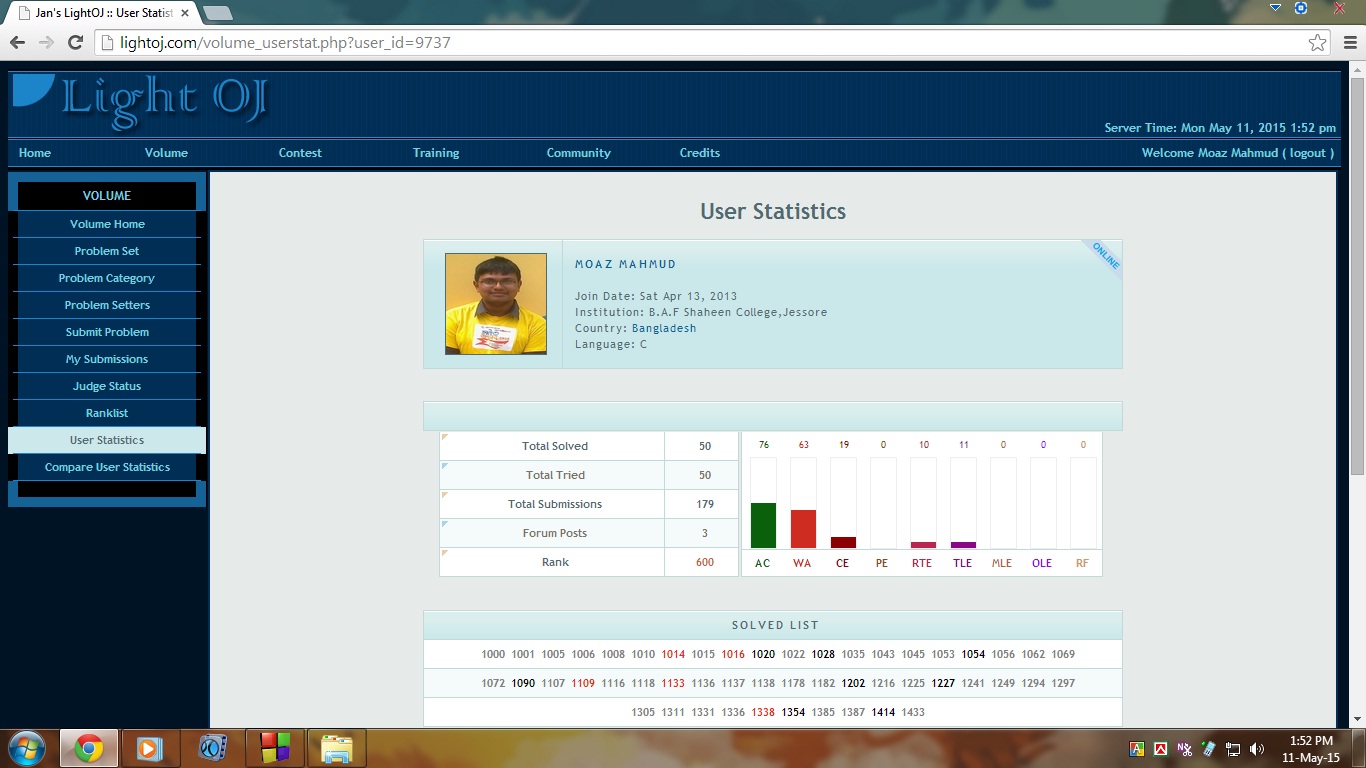 Jan's LightOJ :: User Statist
lightoj.com/volume_userstat.php?user_id=9737
Light OJ
Server Time: Mon May 11, 2015 1:52 pm
Home Volume Contest Training Community Credits Welcome Moaz Mahmud ( logout )
VOLUME
Volume Home
Problem Set
Problem Category
Problem Setters
Submit Problem
My Submissions
Judge Status
Ranklist
User Statistics
Compare User Statistics
User Statistics
ONLINE
MOAZ MAHMUD
Join Date: Sat Apr 13, 2013
Institution: B.A.F Shaheen College,Jessore
Country: Bangladesh
Language: C
Total Solved 50
Total Tried 50
Total Submissions 179
Forum Posts 3
Rank 600
76 63 19 0 10 11 0 0 0
AC WA CE PE RTE TLE MLE OLE RF
SOLVED LIST
1000 1001 1005 1006 1008 1010 1014 1015 1016 1020 1022 1028 1035 1043 1045 1053 1054 1056 1062 1069
1072 1090 1107 1109 1116 1118 1133 1136 1137 1138 1178 1182 1202 1216 1225 1227 1241 1249 1294 1297
1305 1311 1331 1336 1338 1354 1385 1387 1414 1433
1:52 PM
11-May-15